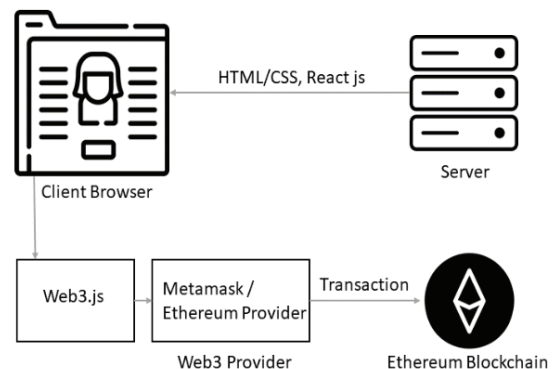 HTML/CSS, React js
Client Browser
Server
Web3.js
Metamask /
Ethereum Provider
Transaction
Web3 Provider
Ethereum Blockchain